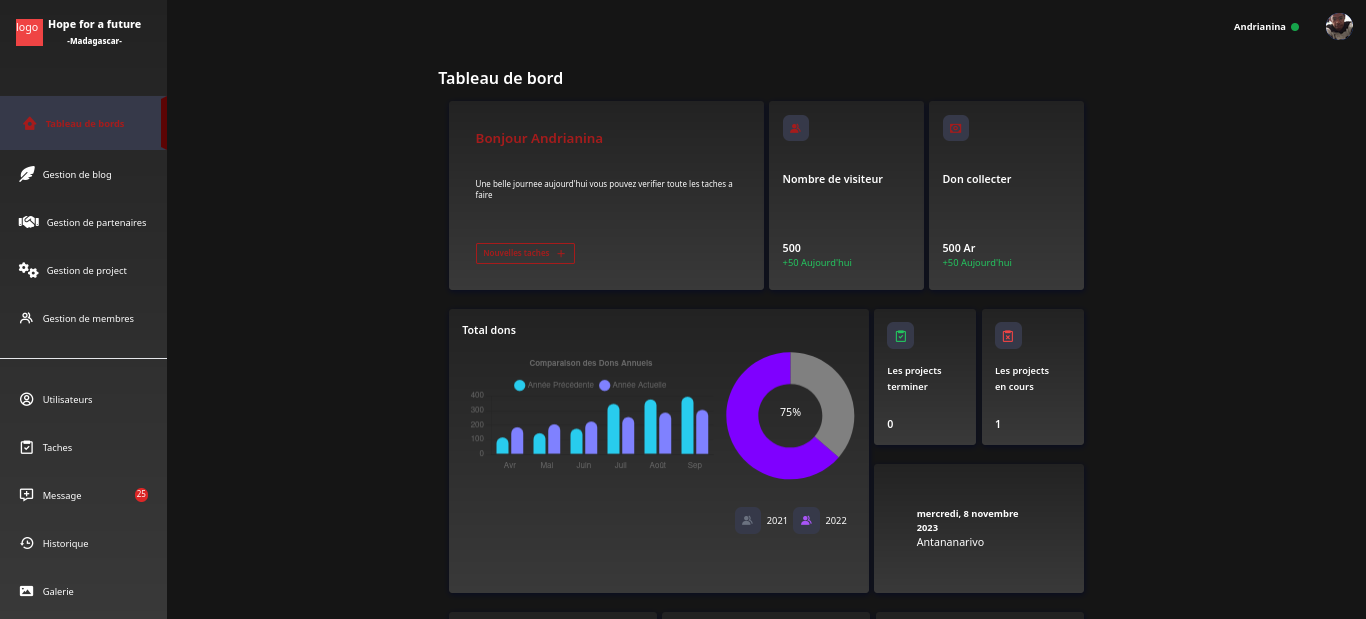 logo
Hope for a future
-Madagascar-
Andrianina
Tableau de bords
Gestion de blog
Gestion de partenaires
Gestion de project
Gestion de membres
Utilisateurs
Taches
Message
25
Historique
Galerie
Tableau de bord
Bonjour Andrianina
Une belle journee aujourd'hui vous pouvez verifier toute les taches a
faire
Nouvelles taches +
Nombre de visiteur
500
+50 Aujourd'hui
Don collecter
500 Ar
+50 Aujourd'hui
Total dons
Comparaison des Dons Annuels
Année Précédente Année Actuelle
400
300
200
100
0
Avr Mai Juin Juil Août Sep
75%
2021 2022
Les projects
terminer
0
Les projects
en cours
1
mercredi, 8 novembre
2023
Antananarivo